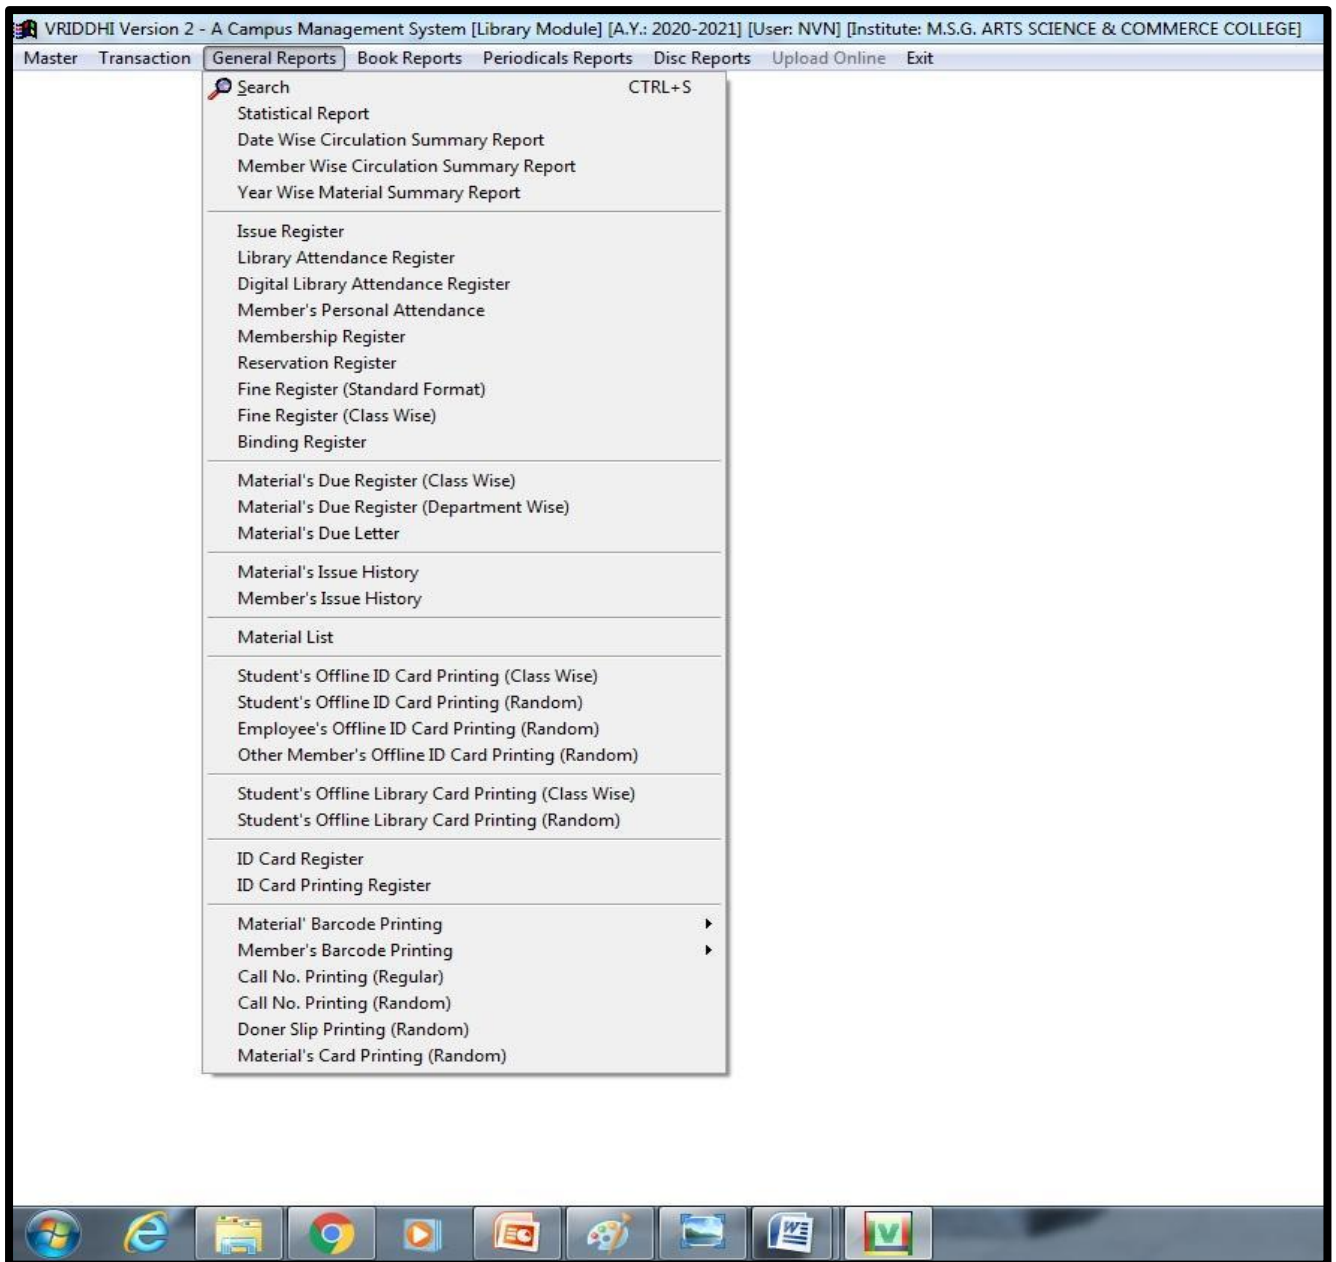 VRIDDHI Version 2 - A Campus Management System [Library Module] [A.Y.: 2020-2021] [User: NVN] [Institute: M.S.G. ARTS SCIENCE & COMMERCE COLLEGE]
Master Transaction General Reports Book Reports Periodicals Reports Disc Reports Upload Online Exit
Search CTRL+S
Statistical Report
Date Wise Circulation Summary Report
Member Wise Circulation Summary Report
Year Wise Material Summary Report
Issue Register
Library Attendance Register
Digital Library Attendance Register
Member's Personal Attendance
Membership Register
Reservation Register
Fine Register (Standard Format)
Fine Register (Class Wise)
Binding Register
Material's Due Register (Class Wise)
Material's Due Register (Department Wise)
Material's Due Letter
Material's Issue History
Member's Issue History
Material List
Student's Offline ID Card Printing (Class Wise)
Student's Offline ID Card Printing (Random)
Employee's Offline ID Card Printing (Random)
Other Member's Offline ID Card Printing (Random)
Student's Offline Library Card Printing (Class Wise)
Student's Offline Library Card Printing (Random)
ID Card Register
ID Card Printing Register
Material' Barcode Printing
Member's Barcode Printing
Call No. Printing (Regular)
Call No. Printing (Random)
Doner Slip Printing (Random)
Material's Card Printing (Random)